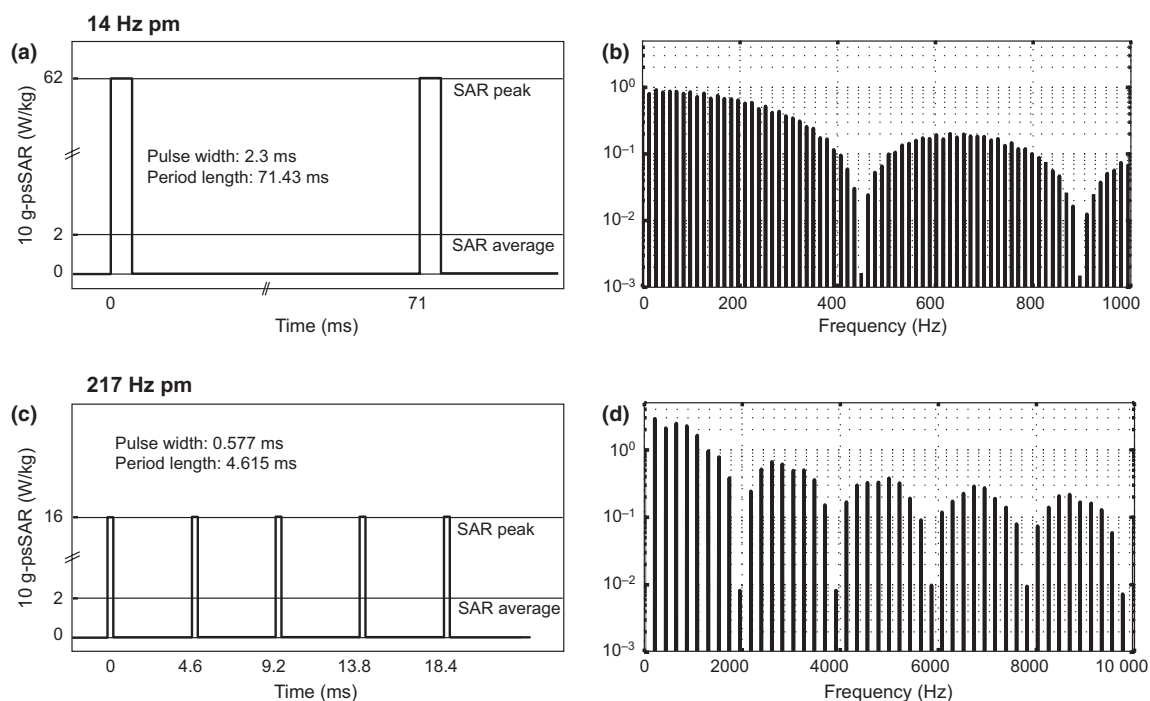 14 Hz pm
(a)
10 g-psSAR (W/kg)
62
2
0
SAR peak
Pulse width: 2.3 ms
Period length: 71.43 ms
SAR average
0
71
Time (ms)
(b)
10^0
10^-1
10^-2
10^-3
0 200 400 600 800 1000
Frequency (Hz)
217 Hz pm
(c)
10 g-psSAR (W/kg)
Pulse width: 0.577 ms
Period length: 4.615 ms
16
2
0
SAR peak
SAR average
0 4.6 9.2 13.8 18.4
Time (ms)
(d)
10^0
10^-1
10^-2
10^-3
0 2000 4000 6000 8000 10 000
Frequency (Hz)